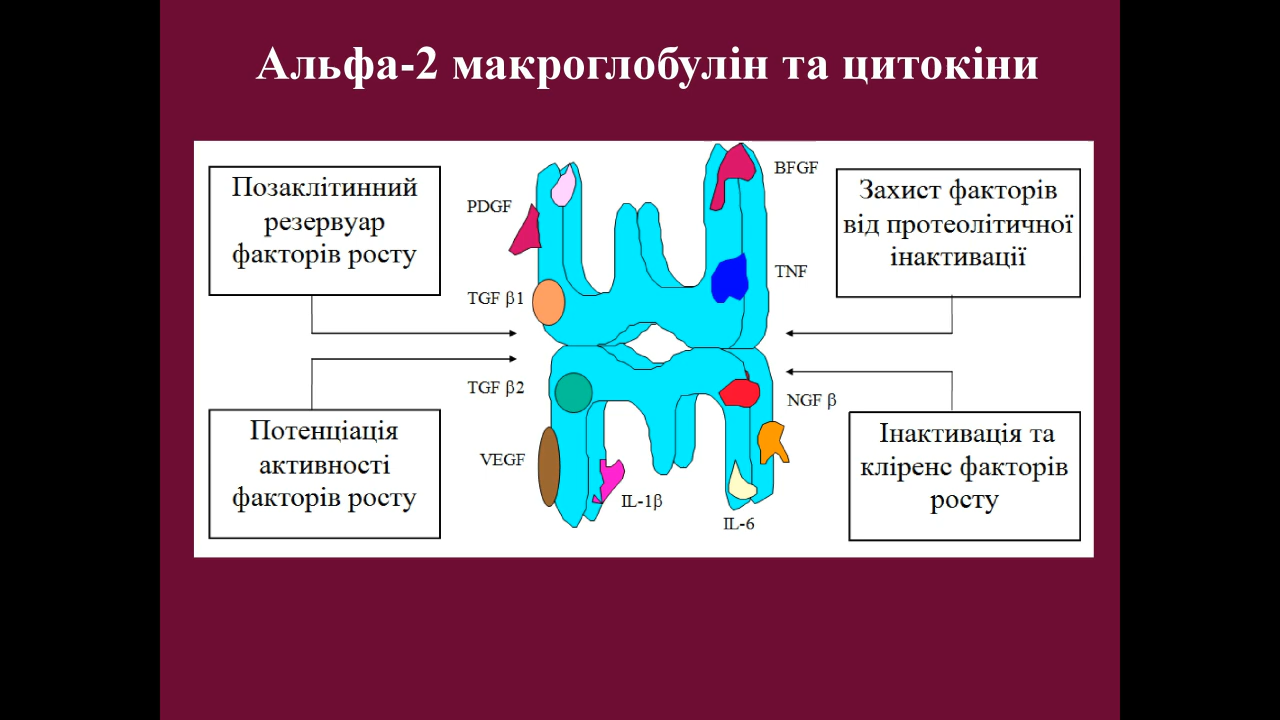 Альфа-2 макроглобулін та цитокіни
Позаклітинний
резервуар
факторів росту
Потенціація
активності
факторів росту
PDGF
TGF β1
TGF β2
VEGF
IL-1β
BFGF
TNF
NGF β
IL-6
Захист факторів
від протеолітичної
інактивації
Інактивація та
кліренс факторів
росту